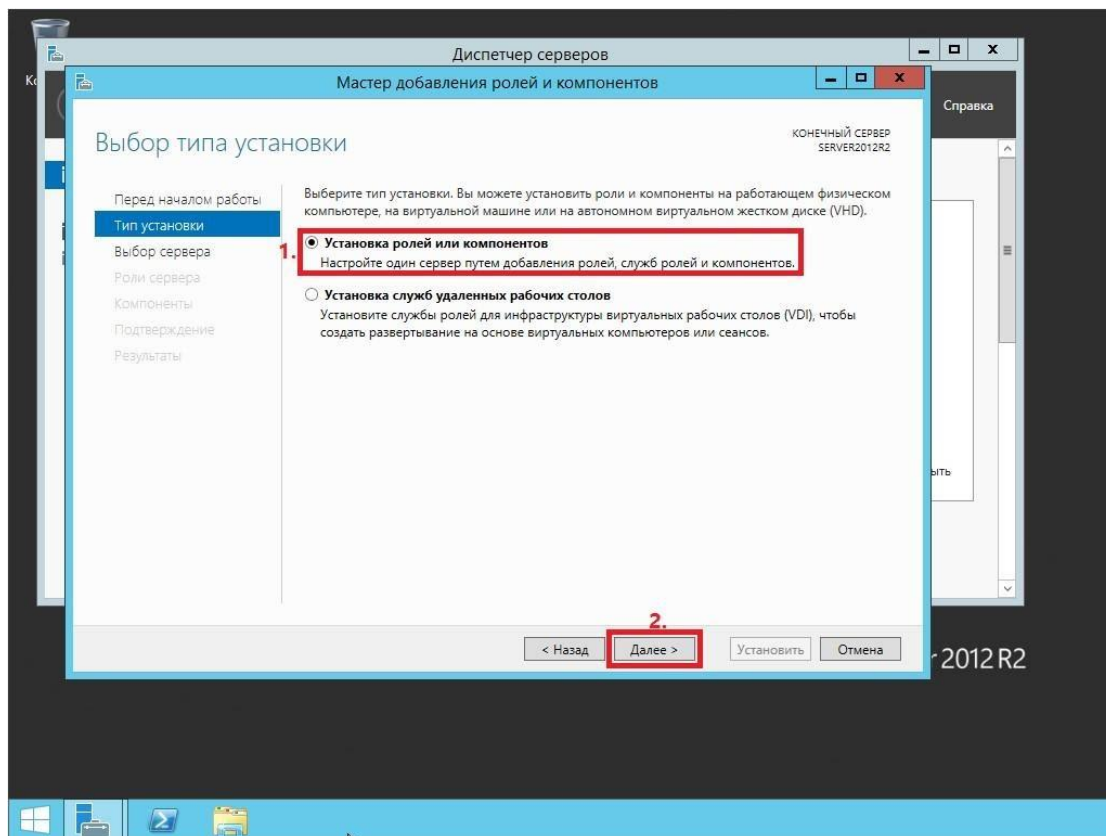 Диспетчер серверов
Мастер добавления ролей и компонентов
Справка
Выбор типа установки
КОНЕЧНЫЙ СЕРВЕР
SERVER2012R2
Перед началом работы
Тип установки
Выбор сервера
Роли сервера
Компоненты
Подтверждение
Результаты
Выберите тип установки. Вы можете установить роли и компоненты на работающем физическом
компьютере, на виртуальной машине или на автономном виртуальном жестком диске (VHD).
1.
Установка ролей или компонентов
Настройте один сервер путем добавления ролей, служб ролей и компонентов.
Установка служб удаленных рабочих столов
Установите службы ролей для инфраструктуры виртуальных рабочих столов (VDI), чтобы
создать развертывание на основе виртуальных компьютеров или сеансов.
ыть
2.
< Назад
Далее >
Установить
Отмена
2012 R2